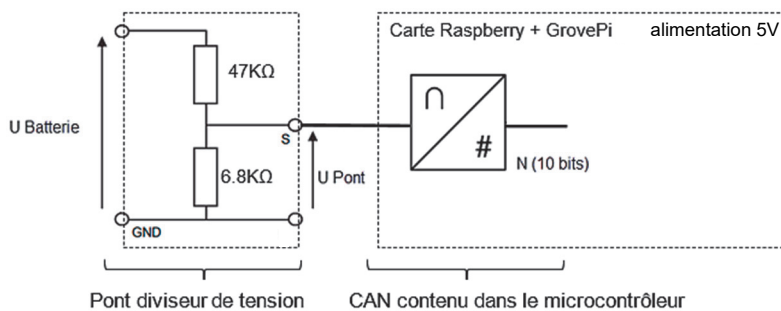 Carte Raspberry + GrovePi alimentation 5V
47KΩ
∩
#
U Batterie
S
6.8KΩ
U Pont
N (10 bits)
GND
Pont diviseur de tension
CAN contenu dans le microcontrôleur